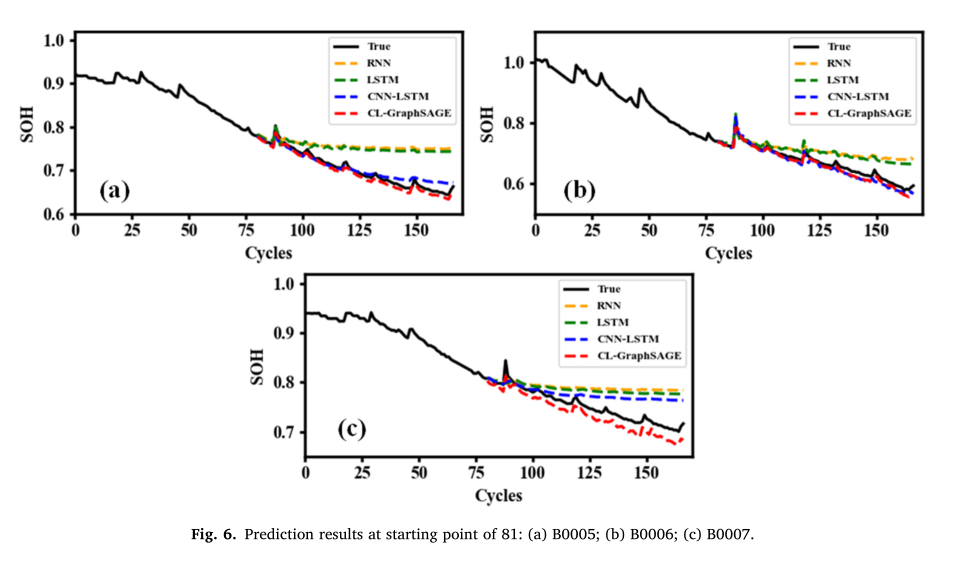 1.0
0.9
0.8
0.7
0.6
SOH
0 25 50 75 100 125 150
Cycles
True
RNN
LSTM
CNN-LSTM
CL-GraphSAGE
(a)
1.0
0.8
0.6
SOH
0 25 50 75 100 125 150
Cycles
True
RNN
LSTM
CNN-LSTM
CL-GraphSAGE
(b)
1.0
0.9
0.8
0.7
SOH
0 25 50 75 100 125 150
Cycles
True
RNN
LSTM
CNN-LSTM
CL-GraphSAGE
(c)
Fig. 6. Prediction results at starting point of 81: (a) B0005; (b) B0006; (c) B0007.